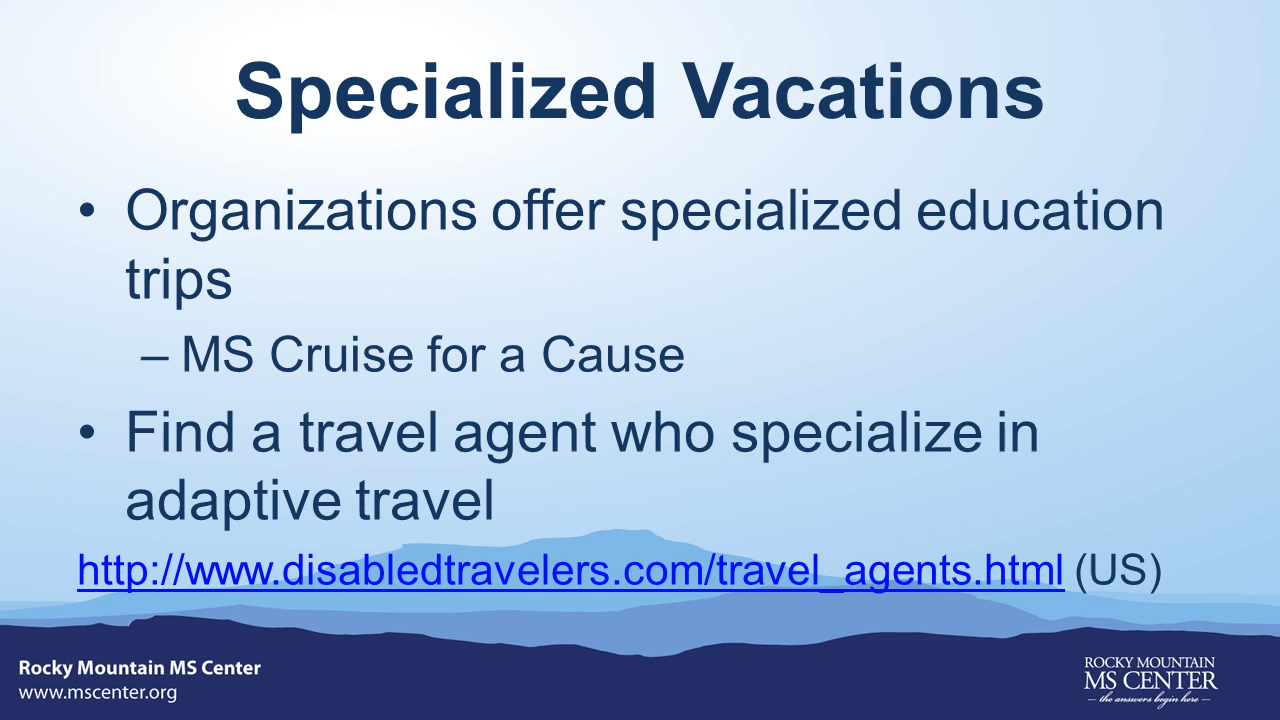 Specialized Vacations
• Organizations offer specialized education
trips
– MS Cruise for a Cause
• Find a travel agent who specialize in
adaptive travel
http://www.disabledtravelers.com/travel_agents.html (US)
Rocky Mountain MS Center
www.mscenter.org
ROCKY MOUNTAIN
MS CENTER
— the answers begin here —